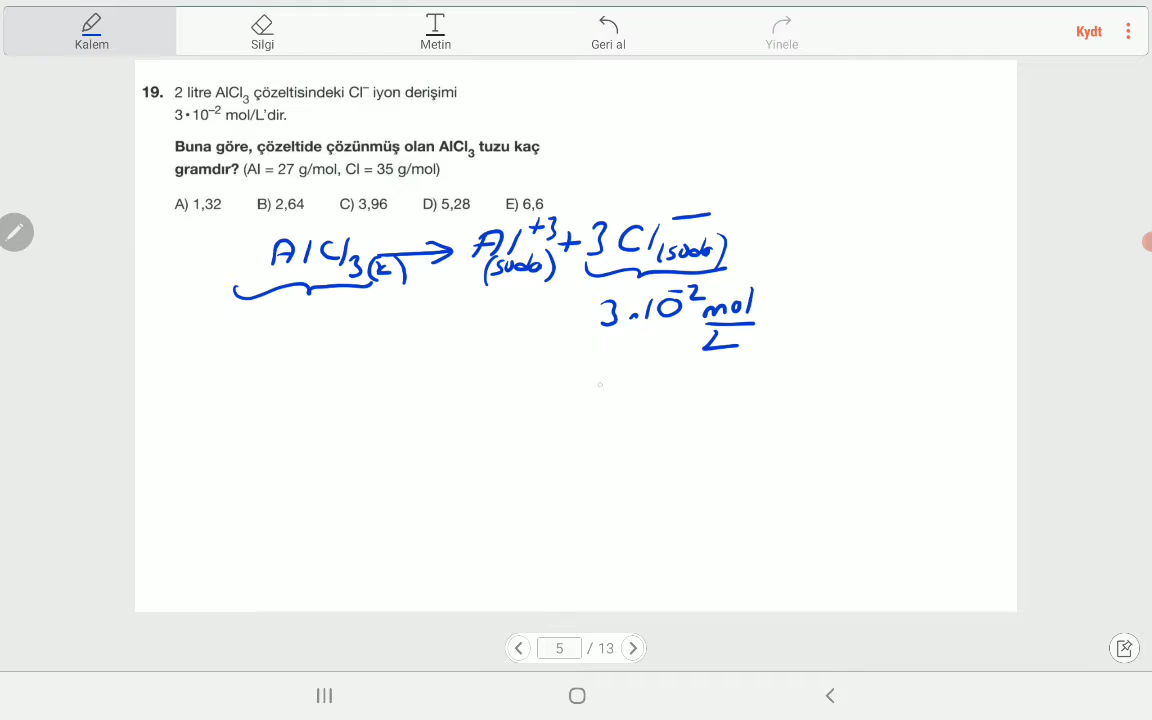 Kalem
Silgi
Metin
Geri al
Yinele
Kydt
19. 2 litre AlCl₃ çözeltisindeki Cl⁻ iyon derişimi
3 • 10⁻² mol/L'dir.
Buna göre, çözeltide çözünmüş olan AlCl₃ tuzu kaç
gramdır? (Al = 27 g/mol, Cl = 35 g/mol)
A) 1,32 B) 2,64 C) 3,96 D) 5,28 E) 6,6
AlCl₃(k) → Al⁺³(suda) + 3Cl⁻(suda)
3.10⁻² mol/L
5 / 13